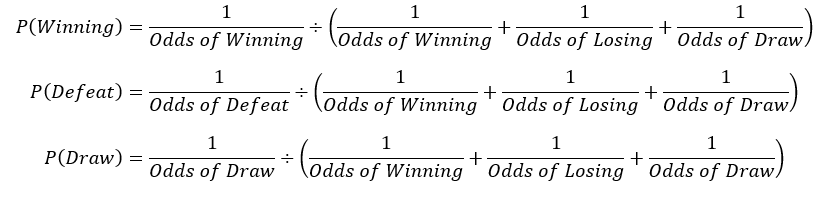 P(Winning) = 1/Odds of Winning ÷ (1/Odds of Winning + 1/Odds of Losing + 1/Odds of Draw)
P(Defeat) = 1/Odds of Defeat ÷ (1/Odds of Winning + 1/Odds of Losing + 1/Odds of Draw)
P(Draw) = 1/Odds of Draw ÷ (1/Odds of Winning + 1/Odds of Losing + 1/Odds of Draw)